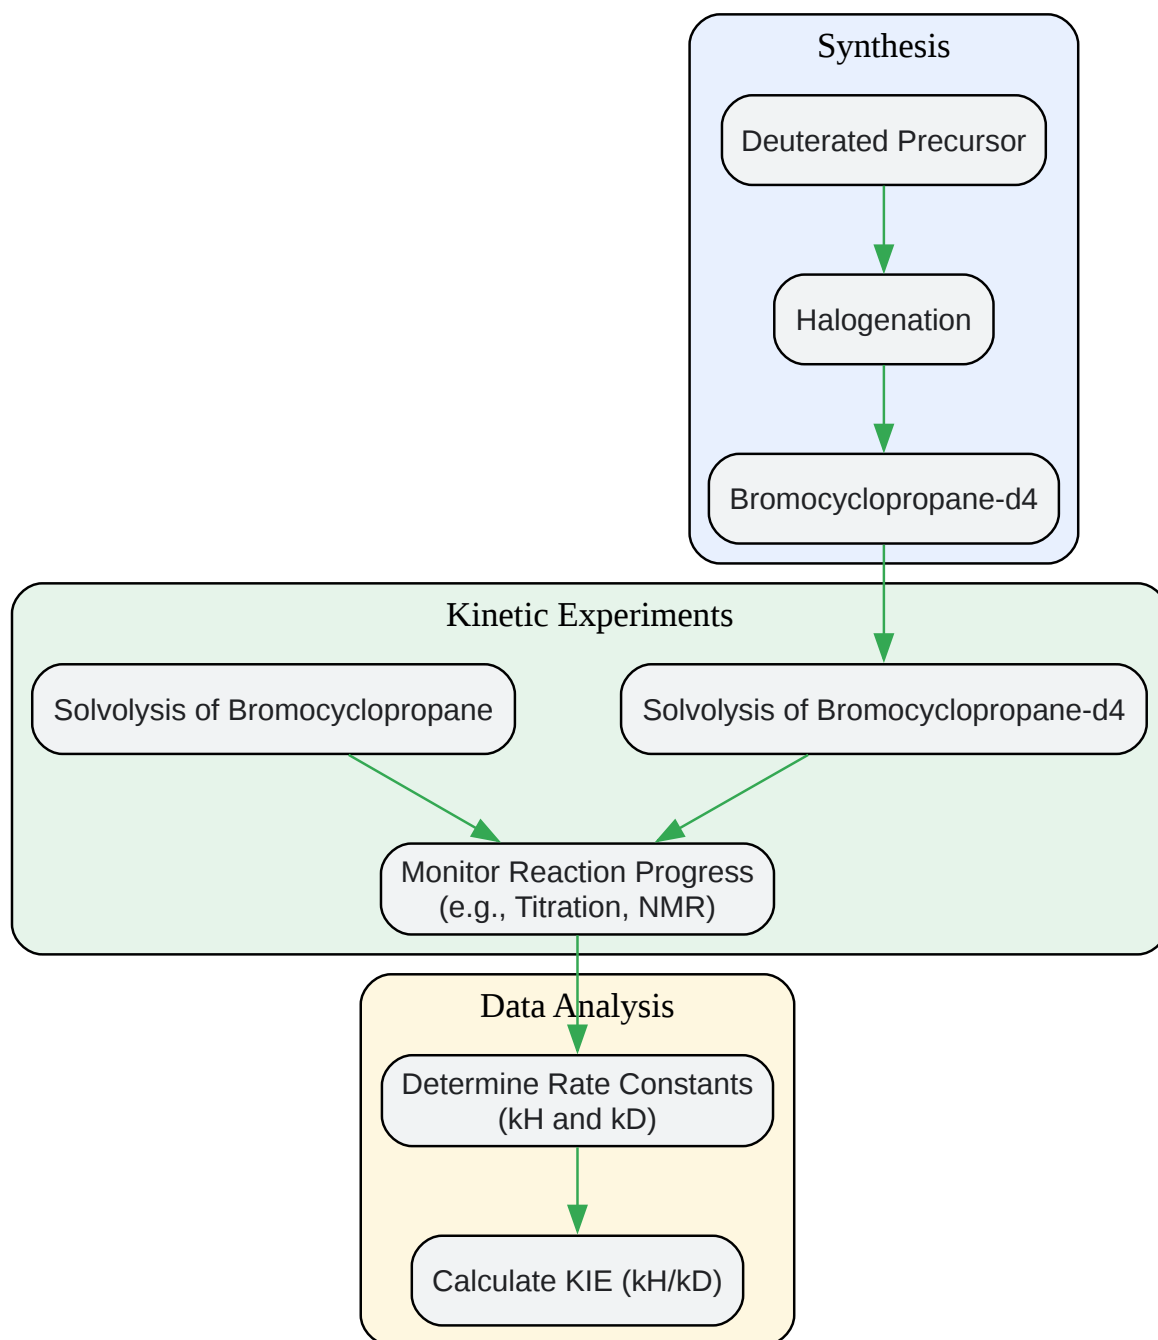 Synthesis
Deuterated Precursor
Halogenation
Bromocyclopropane-d4
Kinetic Experiments
Solvolysis of Bromocyclopropane
Solvolysis of Bromocyclopropane-d4
Monitor Reaction Progress
(e.g., Titration, NMR)
Data Analysis
Determine Rate Constants
(kH and kD)
Calculate KIE (kH/kD)